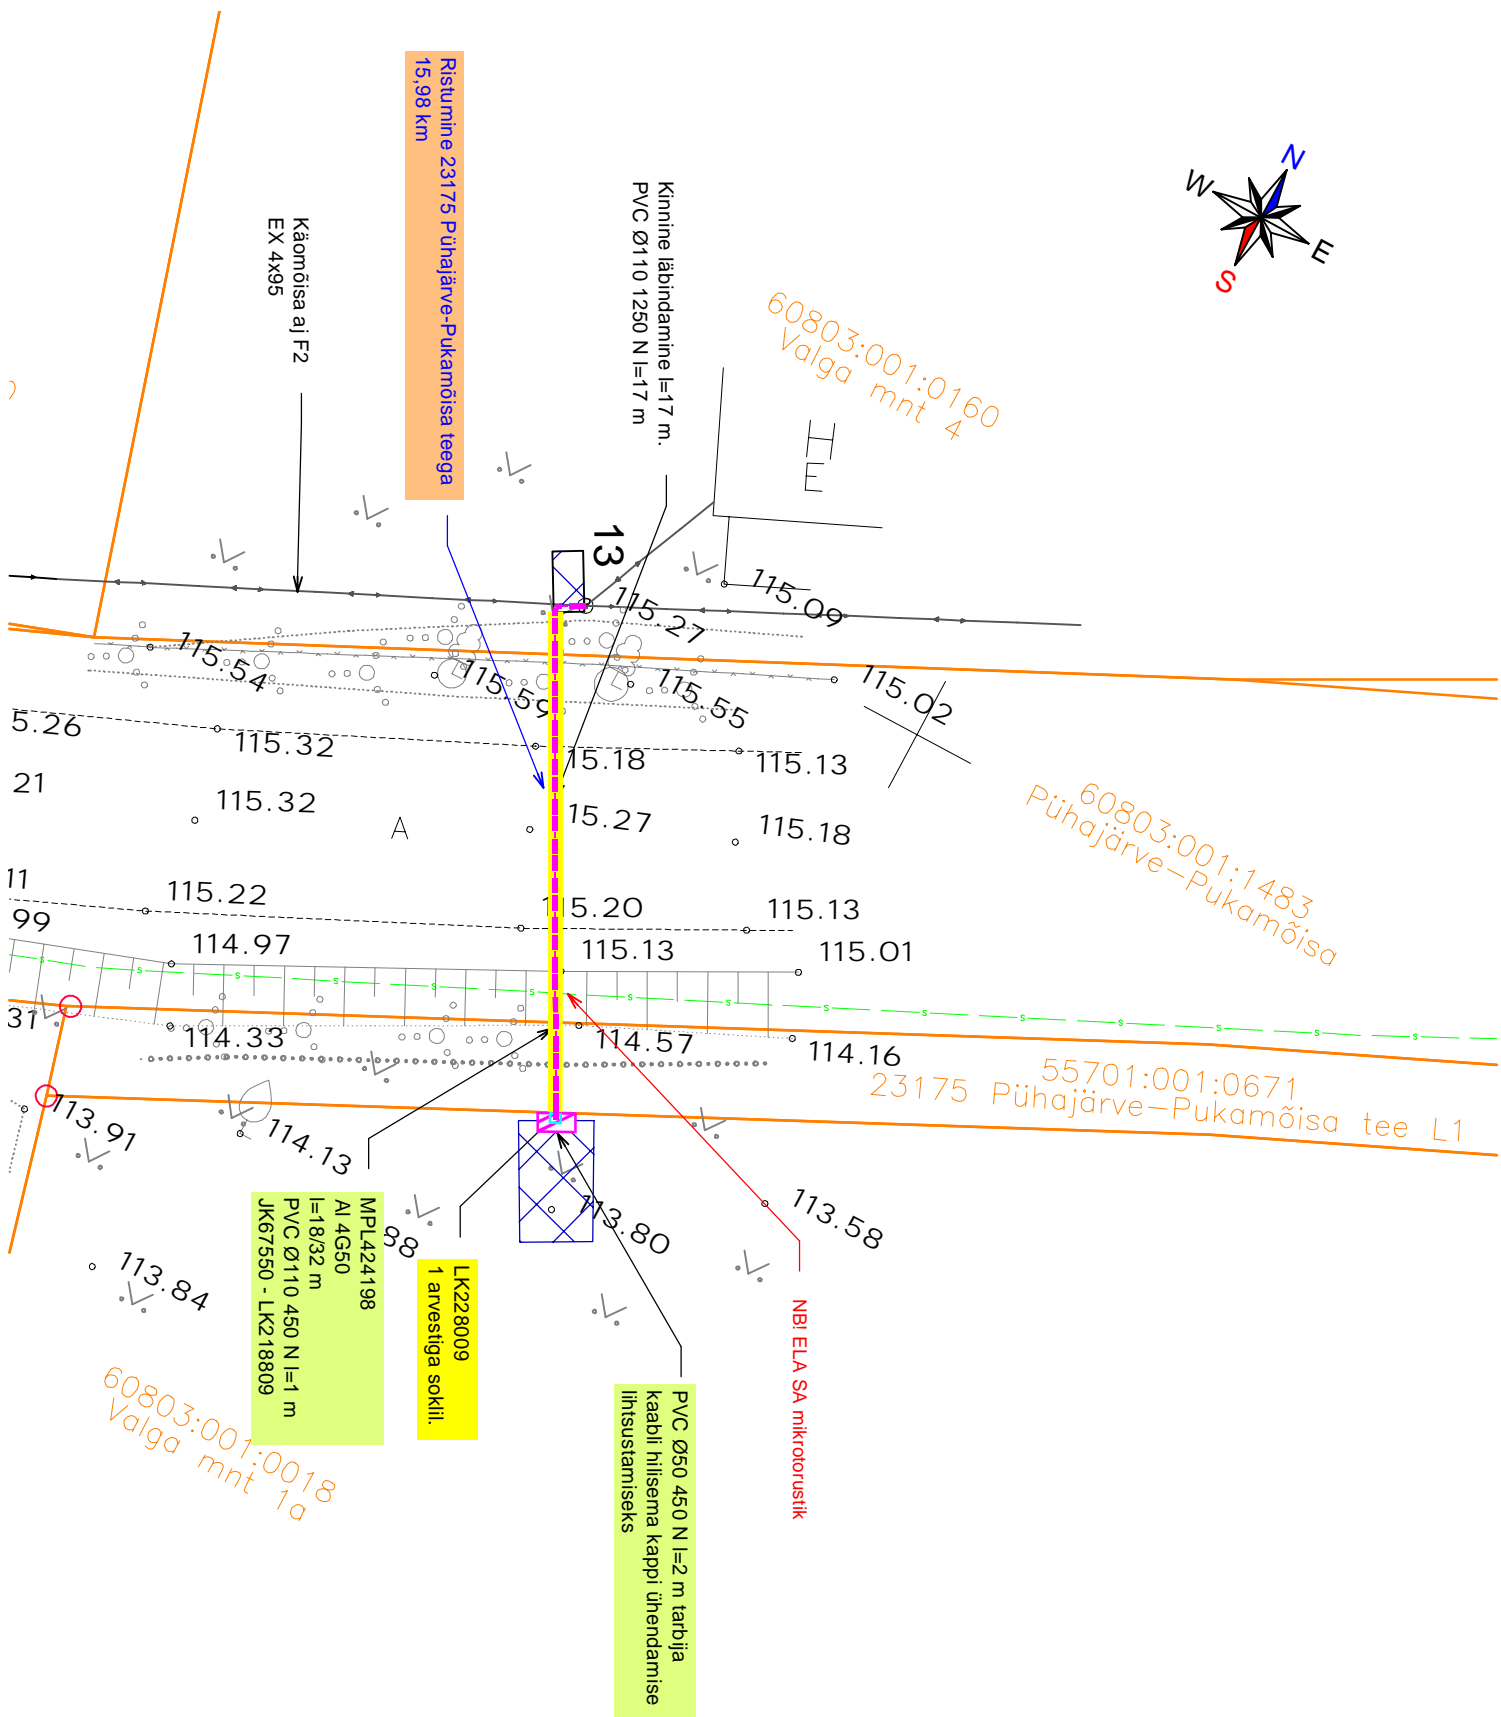 N
W
E
S
Ristumine 23175 Pühajärve-Pukamõisa teega
15,98 km
Kinnine läbindamine l=17 m.
PVC Ø110 1250 N l=17 m
Käomõisa aj F2
EX 4x95
60803:001:0160
Valga mnt 4
HE
13
115.09
115.27
115.54
115.59
115.55
115.02
5.26
115.32
15.18
115.13
21
115.32
15.27
115.18
A
60803:001:1483
Pühajärve-Pukamõisa
11
115.22
115.20
115.13
99
114.97
115.13
115.01
s s s s s s s s s s s s s s s
31
114.33
114.57
114.16
55701:001:0671
23175 Pühajärve-Pukamõisa tee L1
113.91
114.13
113.80
113.58
88
113.84
MPL424198
Al 4G50
l=18/32 m
PVC Ø110 450 N l=1 m
JK67550 - LK218809
LK228009
1 arvestiga soklil.
NB! ELA SA mikrotorustik
PVC Ø50 450 N l=2 m tarbija
kaabli hilisema kappi ühendamise
lihtsustamiseks
60803:001:0018
Valga mnt 1a